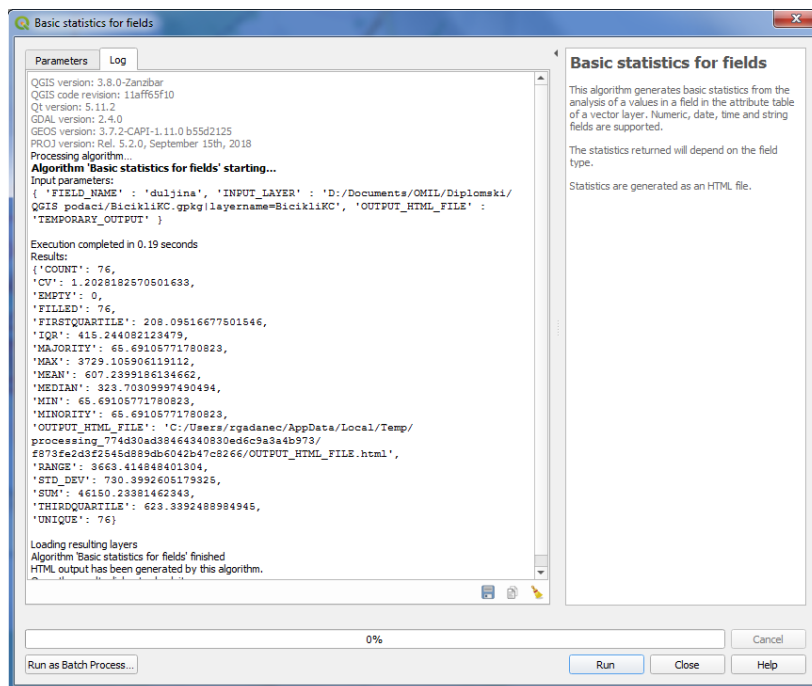 Basic statistics for fields
Parameters
Log
QGIS version: 3.8.0-Zanzibar
QGIS code revision: 11aff65f10
Qt version: 5.11.2
GDAL version: 2.4.0
GEOS version: 3.7.2-CAPI-1.11.0 b55d2125
PROJ version: Rel. 5.2.0, September 15th, 2018
Processing algorithm...
Algorithm 'Basic statistics for fields' starting...
Input parameters:
{ 'FIELD_NAME' : 'duljina', 'INPUT_LAYER' : 'D:/Documents/OMIL/Diplomski/
QGIS podaci/BicikliKC.gpkg|layername=BicikliKC', 'OUTPUT_HTML_FILE' :
'TEMPORARY_OUTPUT' }
Execution completed in 0.19 seconds
Results:
{'COUNT': 76,
'CV': 1.2028182570501633,
'EMPTY': 0,
'FILLED': 76,
'FIRSTQUARTILE': 208.09516677501546,
'IQR': 415.244082123479,
'MAJORITY': 65.69105771780823,
'MAX': 3729.105906119112,
'MEAN': 607.2399186134662,
'MEDIAN': 323.70309997490494,
'MIN': 65.69105771780823,
'MINORITY': 65.69105771780823,
'OUTPUT_HTML_FILE': 'C:/Users/rgadanec/AppData/Local/Temp/
processing_774d30ad38464340830ed6c9a3a4b973/
f873fe2d3f2545d889db6042b47c8266/OUTPUT_HTML_FILE.html',
'RANGE': 3663.414848401304,
'STD_DEV': 730.3992605179325,
'SUM': 46150.23381462343,
'THIRDQUARTILE': 623.3392488984945,
'UNIQUE': 76}
Loading resulting layers
Algorithm 'Basic statistics for fields' finished
HTML output has been generated by this algorithm.
Basic statistics for fields
This algorithm generates basic statistics from the
analysis of a values in a field in the attribute table
of a vector layer. Numeric, date, time and string
fields are supported.
The statistics returned will depend on the field
type.
Statistics are generated as an HTML file.
0%
Cancel
Run as Batch Process...
Run
Close
Help